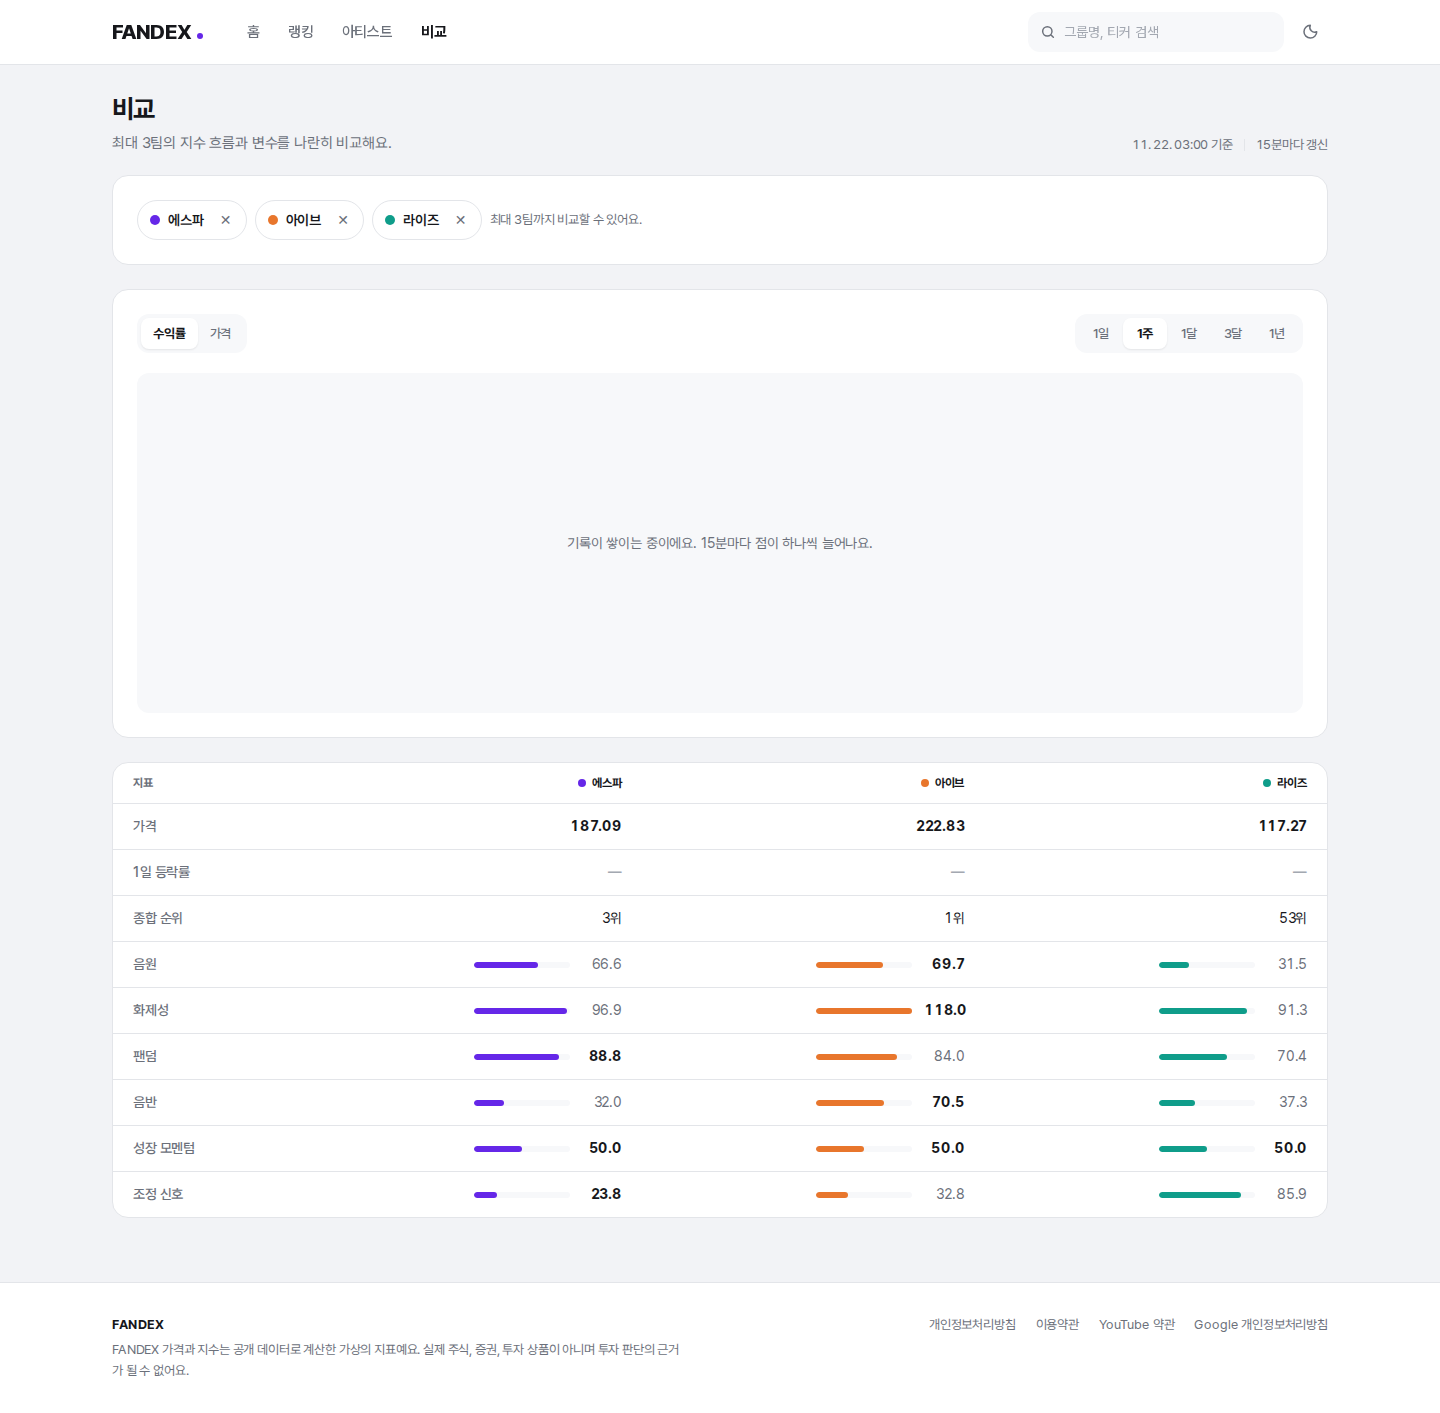 FANDEX
홈 랭킹 아티스트 비교
그룹명, 티커 검색
비교
최대 3팀의 지수 흐름과 변수를 나란히 비교해요.
11. 22. 03:00 기준 15분마다 갱신
에스파 ✕ 아이브 ✕ 라이즈 ✕ 최대 3팀까지 비교할 수 있어요.
수익률 가격
1일 1주 1달 3달 1년
기록이 쌓이는 중이에요. 15분마다 점이 하나씩 늘어나요.
지표 에스파 아이브 라이즈
가격 187.09 222.83 117.27
1일 등락률 — — —
종합 순위 3위 1위 53위
음원 66.6 69.7 31.5
화제성 96.9 118.0 91.3
팬덤 88.8 84.0 70.4
음반 32.0 70.5 37.3
성장 모멘텀 50.0 50.0 50.0
조정 신호 23.8 32.8 85.9
FANDEX
개인정보처리방침 이용약관 YouTube 약관 Google 개인정보처리방침
FANDEX 가격과 지수는 공개 데이터로 계산한 가상의 지표예요. 실제 주식, 증권, 투자 상품이 아니며 투자 판단의 근거
가 될 수 없어요.